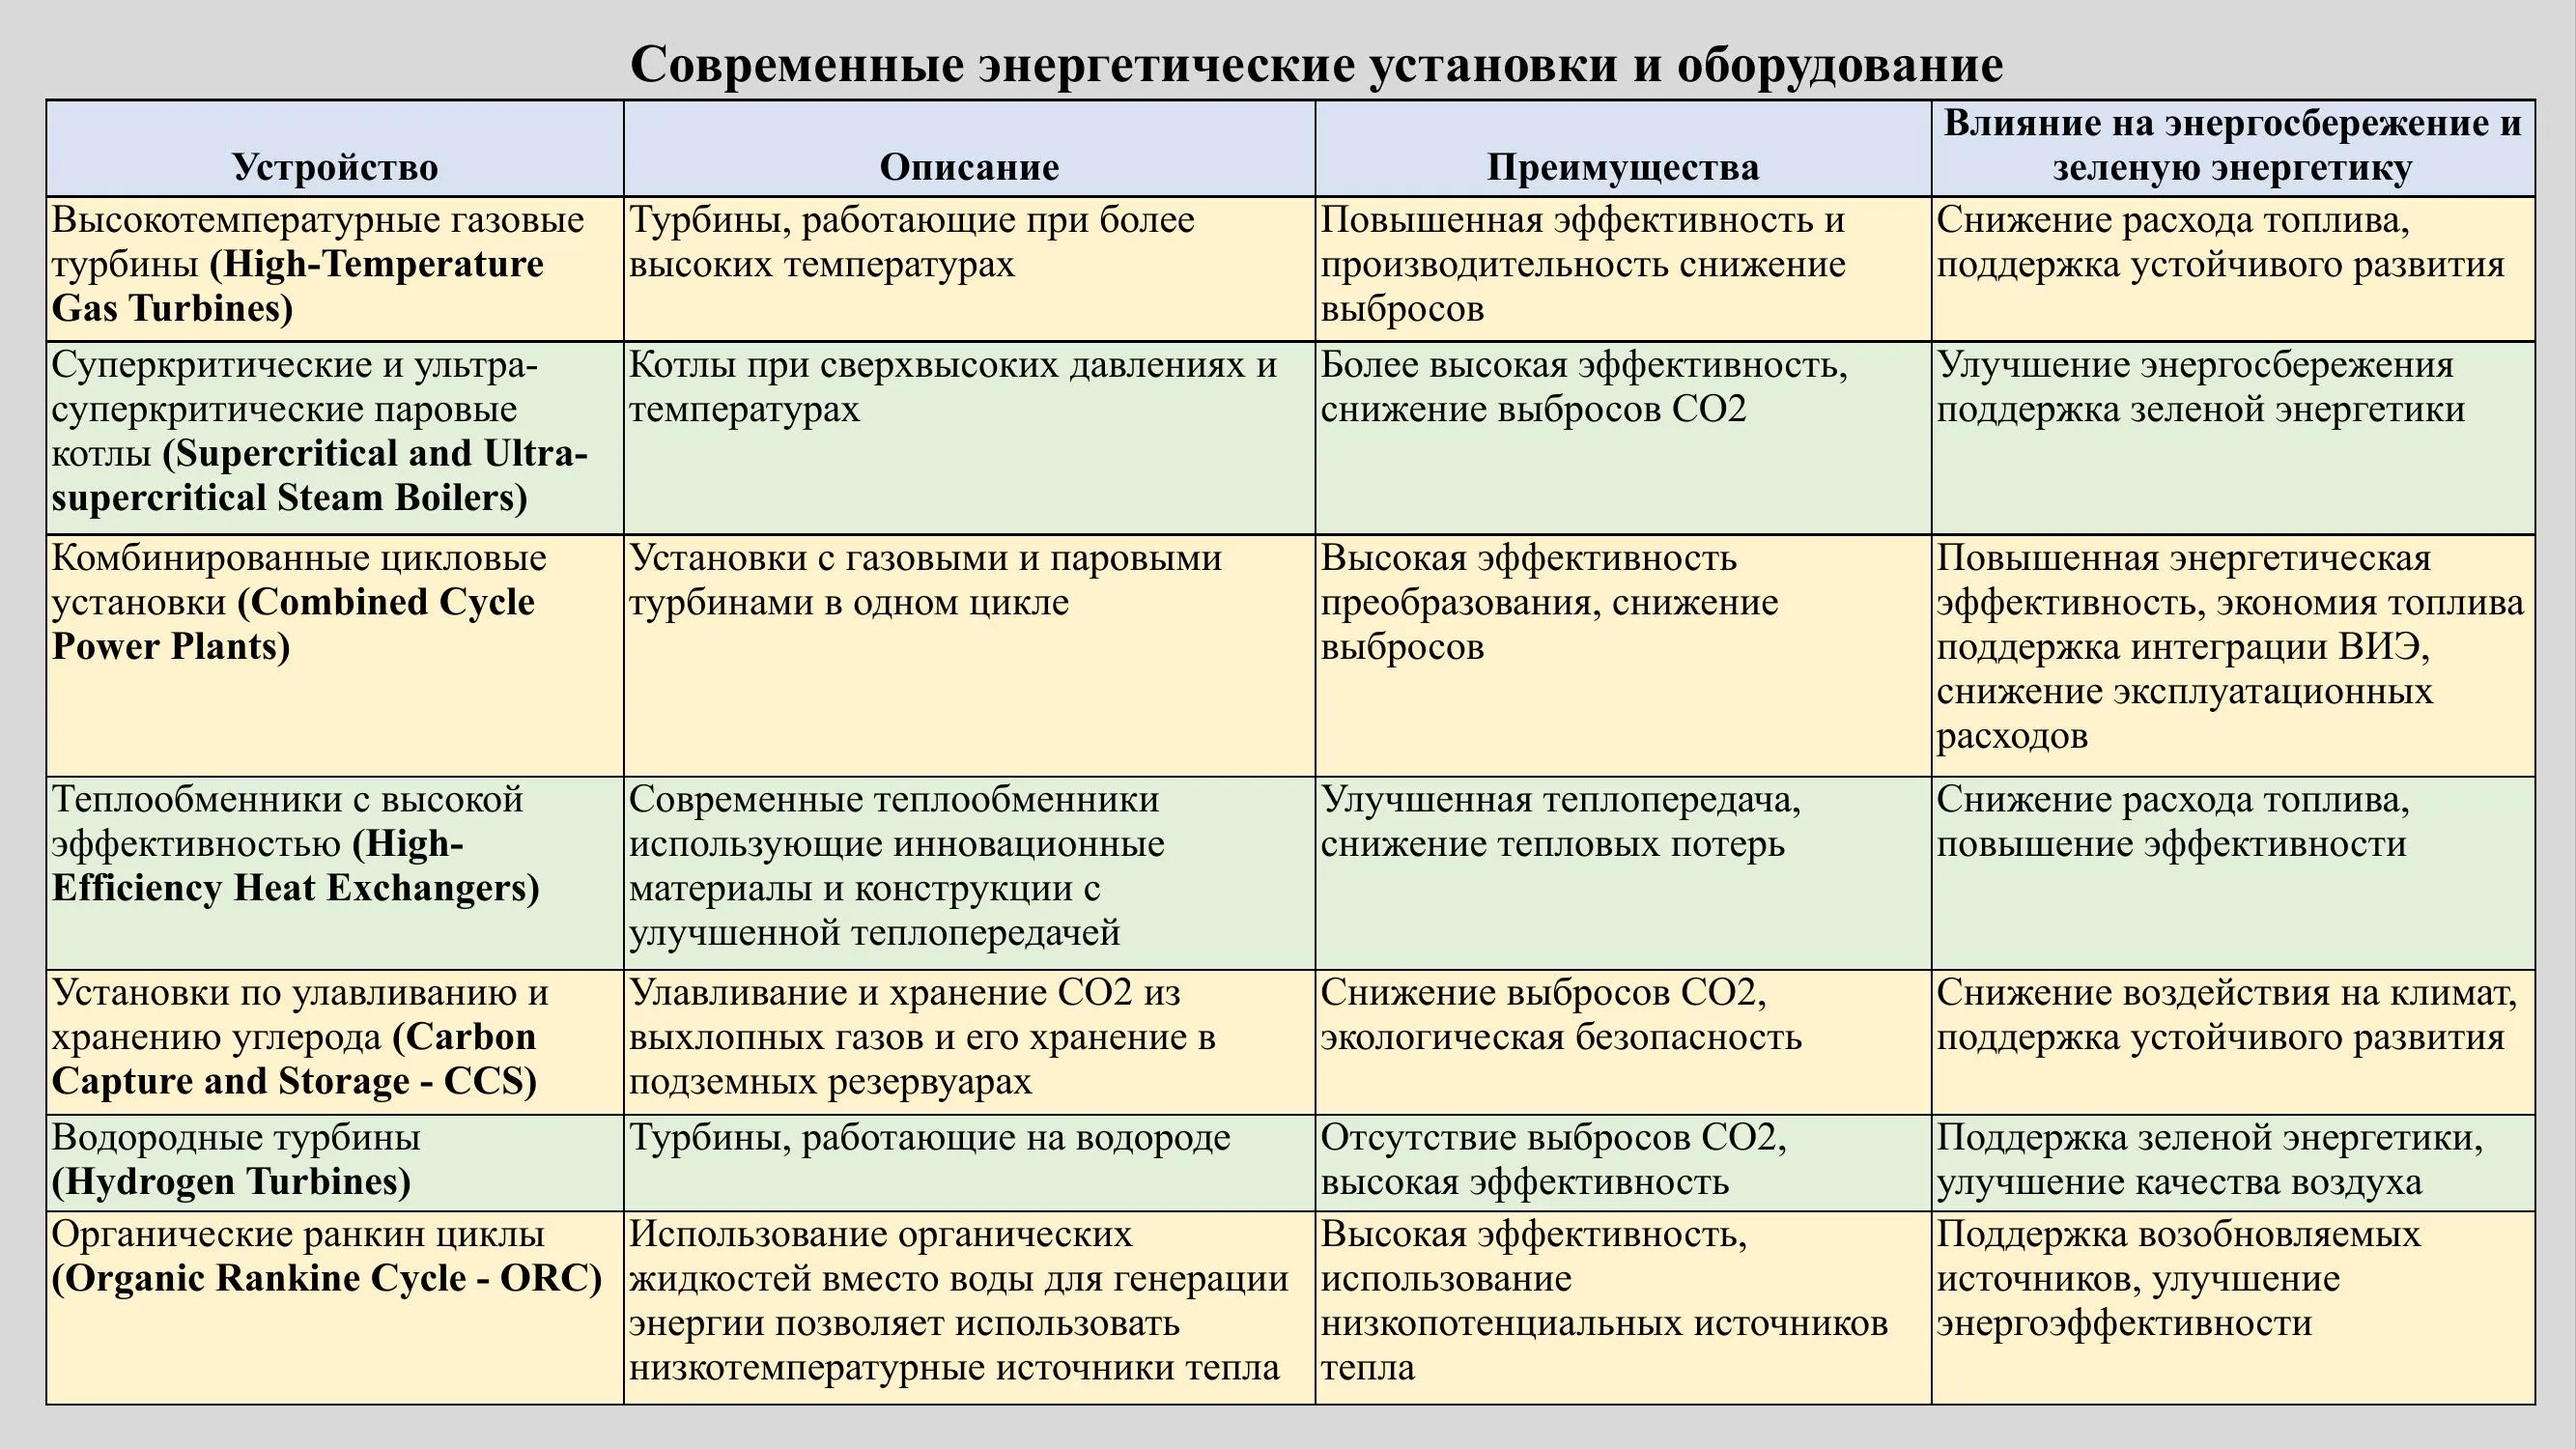 Современные энергетические установки и оборудование
Устройство
Описание
Преимущества
Влияние на энергосбережение и
зеленую энергетику
Высокотемпературные газовые
турбины (High-Temperature
Gas Turbines)
Турбины, работающие при более
высоких температурах
Повышенная эффективность и
производительность снижение
выбросов
Снижение расхода топлива,
поддержка устойчивого развития
Суперкритические и ультра-
суперкритические паровые
котлы (Supercritical and Ultra-
supercritical Steam Boilers)
Котлы при сверхвысоких давлениях и
температурах
Более высокая эффективность,
снижение выбросов CO2
Улучшение энергосбережения
поддержка зеленой энергетики
Комбинированные цикловые
установки (Combined Cycle
Power Plants)
Установки с газовыми и паровыми
турбинами в одном цикле
Высокая эффективность
преобразования, снижение
выбросов
Повышенная энергетическая
эффективность, экономия топлива
поддержка интеграции ВИЭ,
снижение эксплуатационных
расходов
Теплообменники с высокой
эффективностью (High-
Efficiency Heat Exchangers)
Современные теплообменники
использующие инновационные
материалы и конструкции с
улучшенной теплопередачей
Улучшенная теплопередача,
снижение тепловых потерь
Снижение расхода топлива,
повышение эффективности
Установки по улавливанию и
хранению углерода (Carbon
Capture and Storage - CCS)
Улавливание и хранение CO2 из
выхлопных газов и его хранение в
подземных резервуарах
Снижение выбросов CO2,
экологическая безопасность
Снижение воздействия на климат,
поддержка устойчивого развития
Водородные турбины
(Hydrogen Turbines)
Турбины, работающие на водороде
Отсутствие выбросов CO2,
высокая эффективность
Поддержка зеленой энергетики,
улучшение качества воздуха
Органические ранкин циклы
(Organic Rankine Cycle - ORC)
Использование органических
жидкостей вместо воды для генерации
энергии позволяет использовать
низкотемпературные источники тепла
Высокая эффективность,
использование
низкопотенциальных источников
тепла
Поддержка возобновляемых
источников, улучшение
энергоэффективности